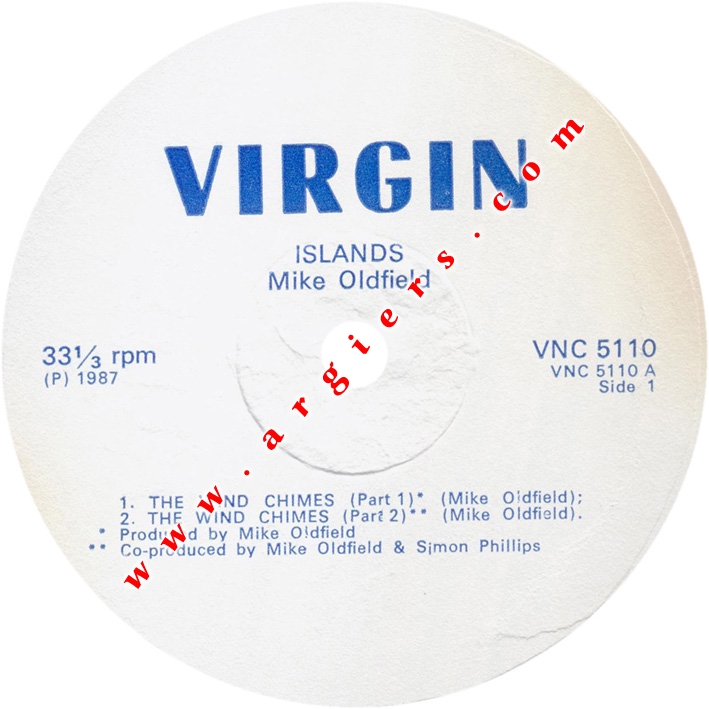 VIRGIN
ISLANDS
Mike Oldfield
33⅓ rpm
(P) 1987
VNC 5110
VNC 5110 A
Side 1
1. THE WIND CHIMES (Part 1)* (Mike Oldfield);
2. THE WIND CHIMES (Part 2)** (Mike Oldfield).
* Produced by Mike Oldfield
** Co-produced by Mike Oldfield & Simon Phillips
www.argiers.com